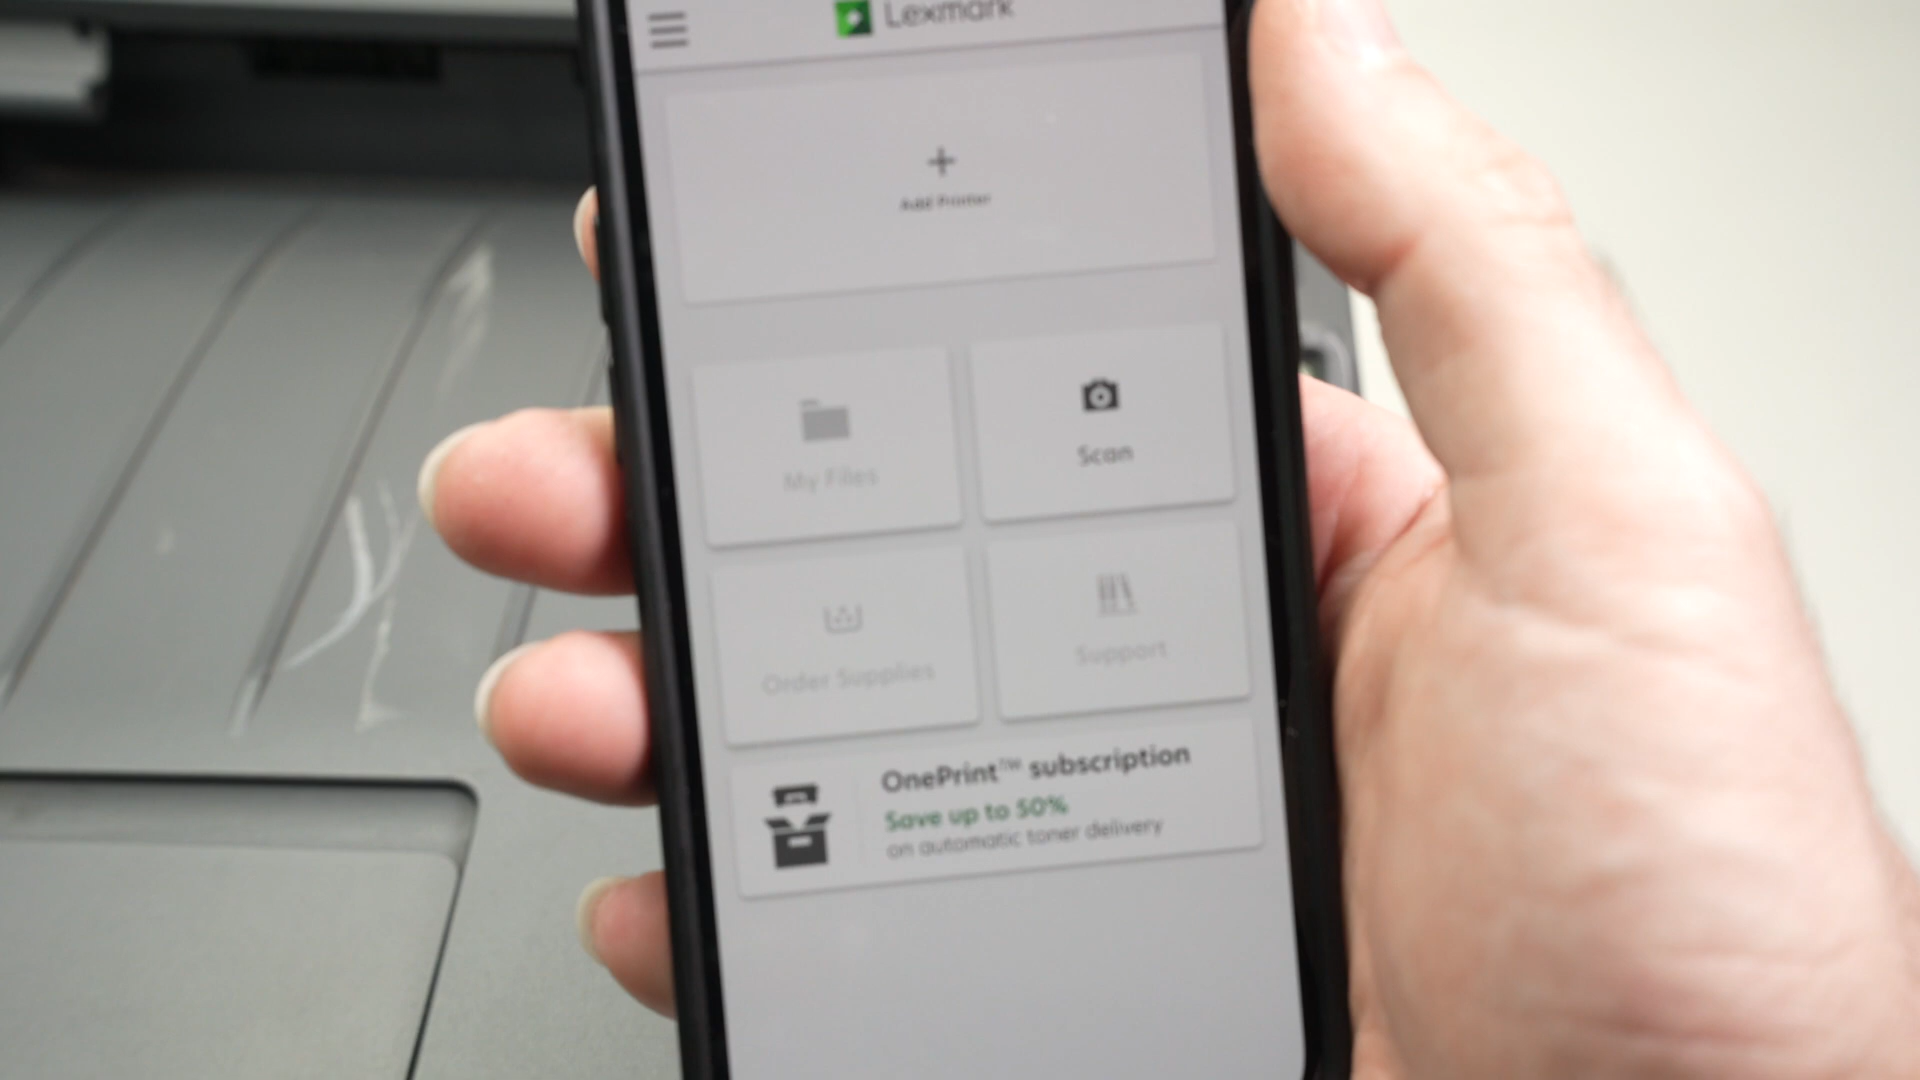 Lexmark
Add Printer
My Files
Scan
Order Supplies
Support
OnePrint™ subscription
Save up to 50%
on automatic toner delivery